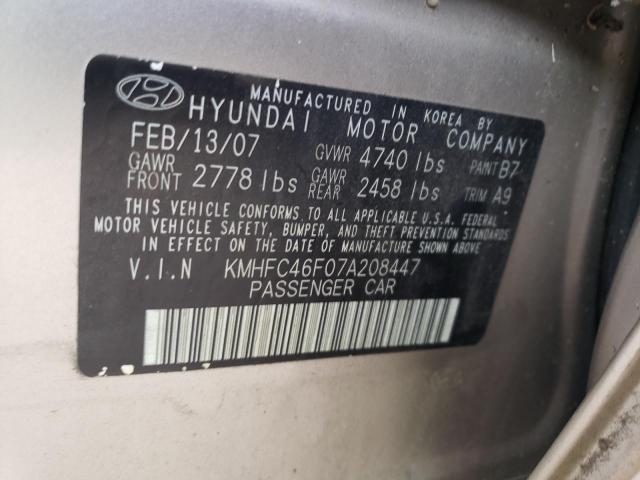 MANUFACTURED IN KOREA BY
HYUNDAI MOTOR COMPANY
FEB/13/07 GVWR 4740 lbs PAINT B7
GAWR FRONT 2778 lbs GAWR REAR 2458 lbs TRIM A9
THIS VEHICLE CONFORMS TO ALL APPLICABLE U.S.A. FEDERAL
MOTOR VEHICLE SAFETY, BUMPER, AND THEFT PREVENTION STANDARDS
IN EFFECT ON THE DATE OF MANUFACTURE SHOWN ABOVE.
V.I.N KMHFC46F07A208447
PASSENGER CAR